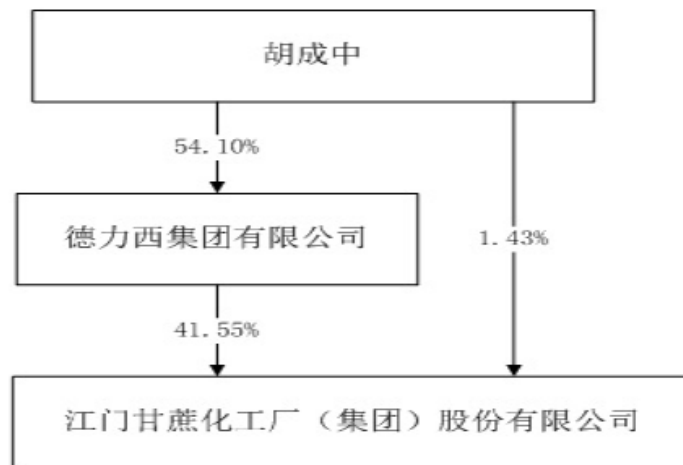 胡成中
54.10%
德力西集团有限公司
1.43%
41.55%
江门甘蔗化工厂（集团）股份有限公司